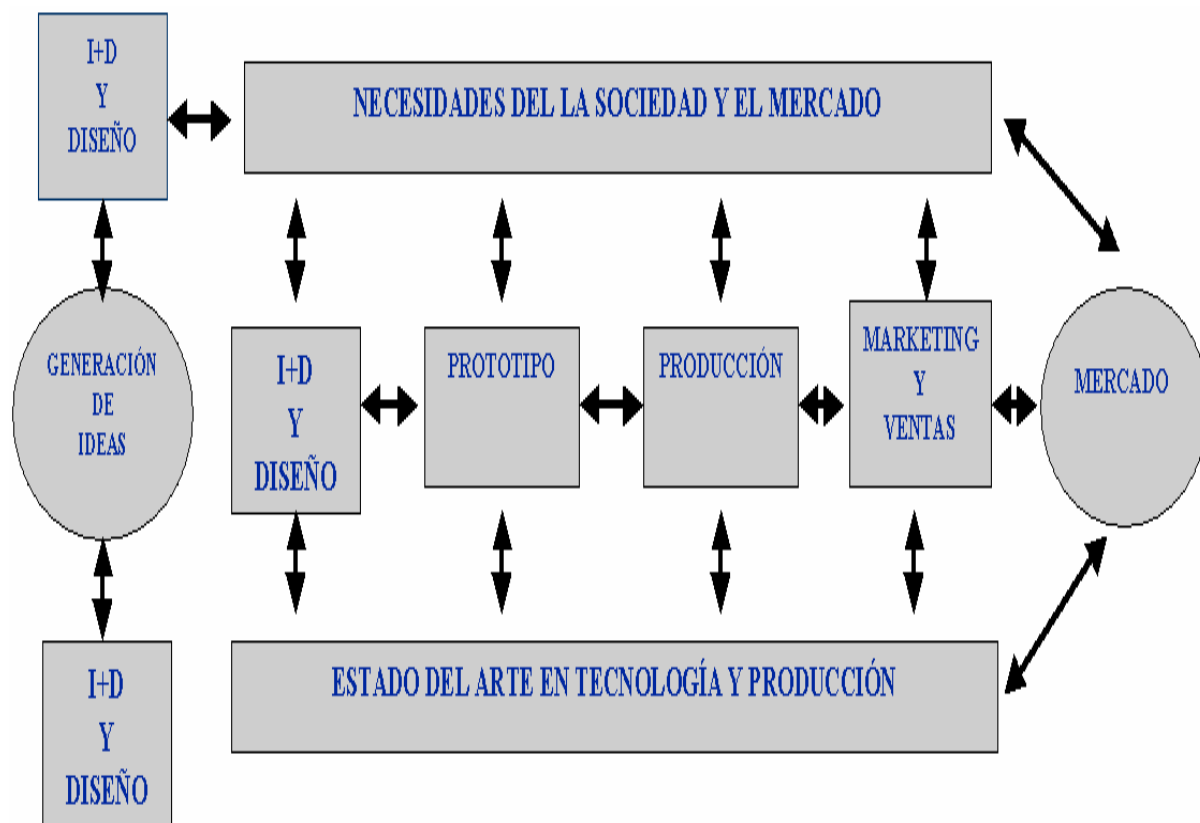 I+D
Y
DISEÑO
NECESIDADES DEL LA SOCIEDAD Y EL MERCADO
GENERACIÓN
DE
IDEAS
I+D
Y
DISEÑO
PROTOTIPO
PRODUCCIÓN
MARKETING
Y
VENTAS
MERCADO
I+D
Y
DISEÑO
ESTADO DEL ARTE EN TECNOLOGÍA Y PRODUCCIÓN